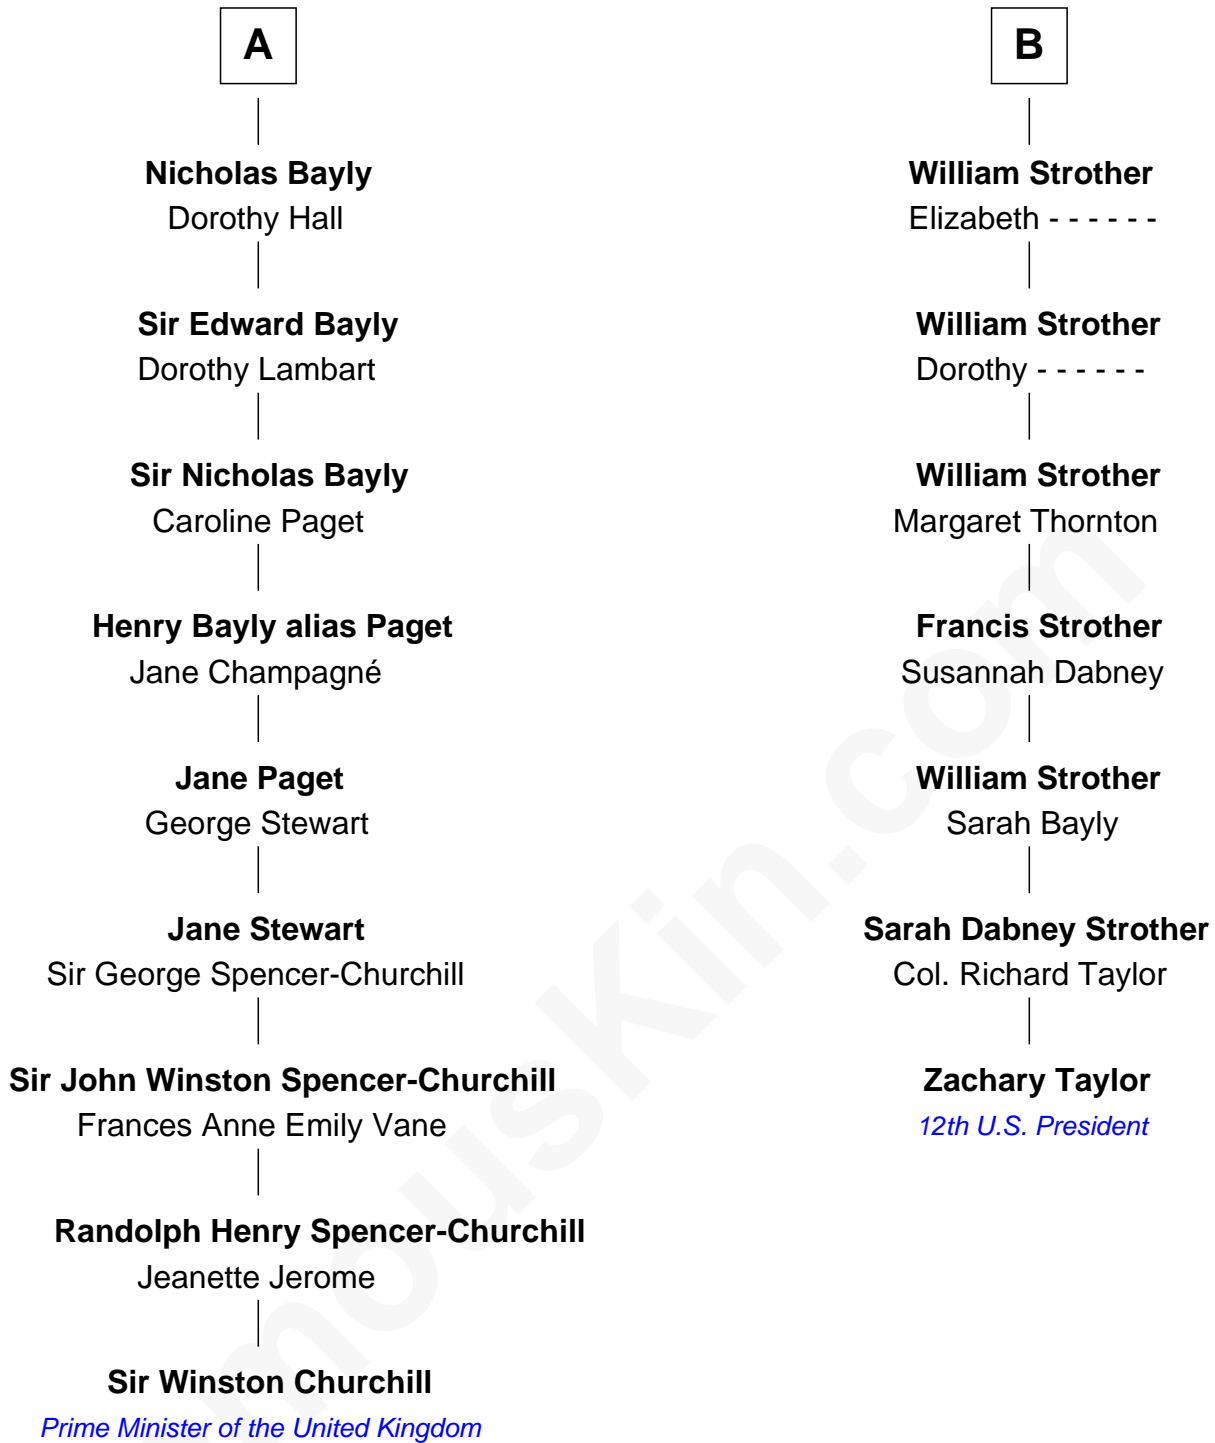 A
Nicholas Bayly
Dorothy Hall
Sir Edward Bayly
Dorothy Lambart
Sir Nicholas Bayly
Caroline Paget
Henry Bayly alias Paget
Jane Champagné
Jane Paget
George Stewart
Jane Stewart
Sir George Spencer-Churchill
Sir John Winston Spencer-Churchill
Frances Anne Emily Vane
Randolph Henry Spencer-Churchill
Jeanette Jerome
Sir Winston Churchill
Prime Minister of the United Kingdom
B
William Strother
Elizabeth - - - - - -
William Strother
Dorothy - - - - - -
William Strother
Margaret Thornton
Francis Strother
Susannah Dabney
William Strother
Sarah Bayly
Sarah Dabney Strother
Col. Richard Taylor
Zachary Taylor
12th U.S. President
mousKin.com